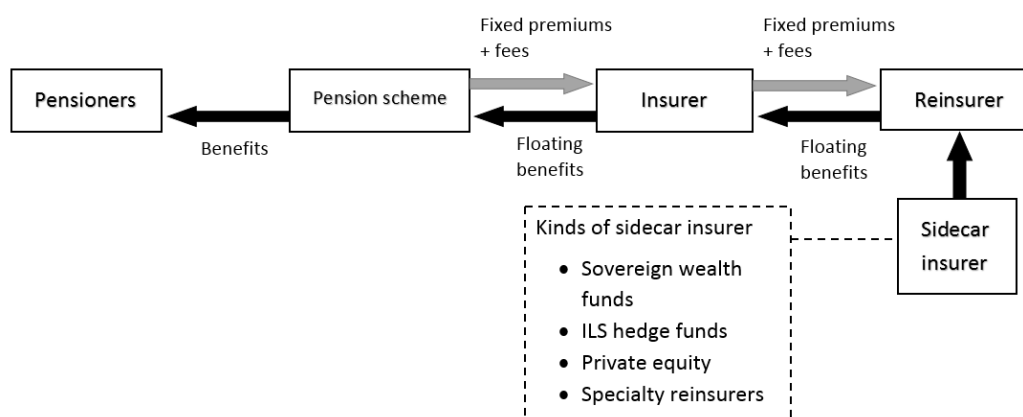 Fixed premiums
+ fees
Fixed premiums
+ fees
Pensioners
Pension scheme
Insurer
Reinsurer
Benefits
Floating
benefits
Floating
benefits
Sidecar
insurer
Kinds of sidecar insurer
• Sovereign wealth
funds
• ILS hedge funds
• Private equity
• Specialty reinsurers